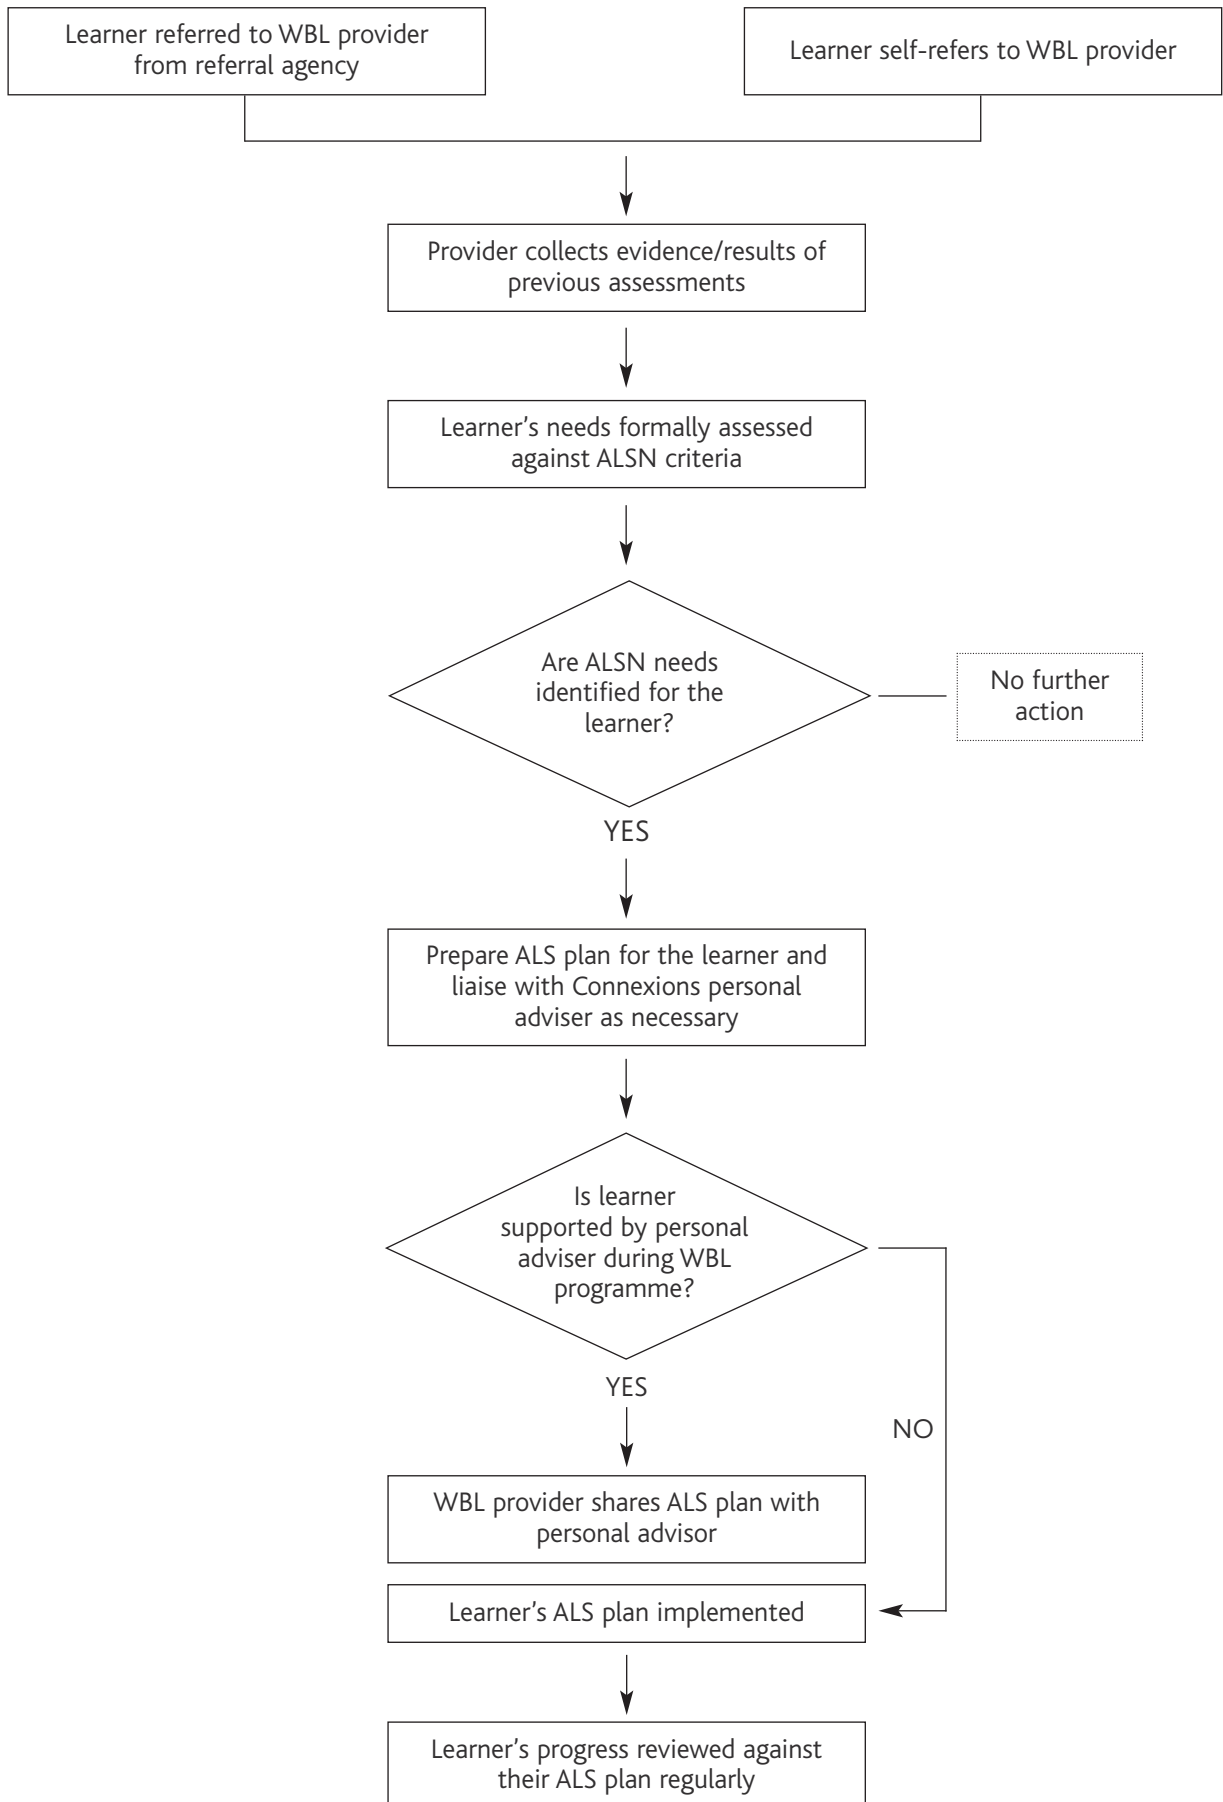 Learner referred to WBL provider
from referral agency
Learner self-refers to WBL provider
Provider collects evidence/results of
previous assessments
Learner's needs formally assessed
against ALSN criteria
Are ALSN needs
identified for the
learner?
No further
action
YES
Prepare ALS plan for the learner and
liaise with Connexions personal
adviser as necessary
Is learner
supported by personal
adviser during WBL
programme?
YES
NO
WBL provider shares ALS plan with
personal advisor
Learner's ALS plan implemented
Learner's progress reviewed against
their ALS plan regularly